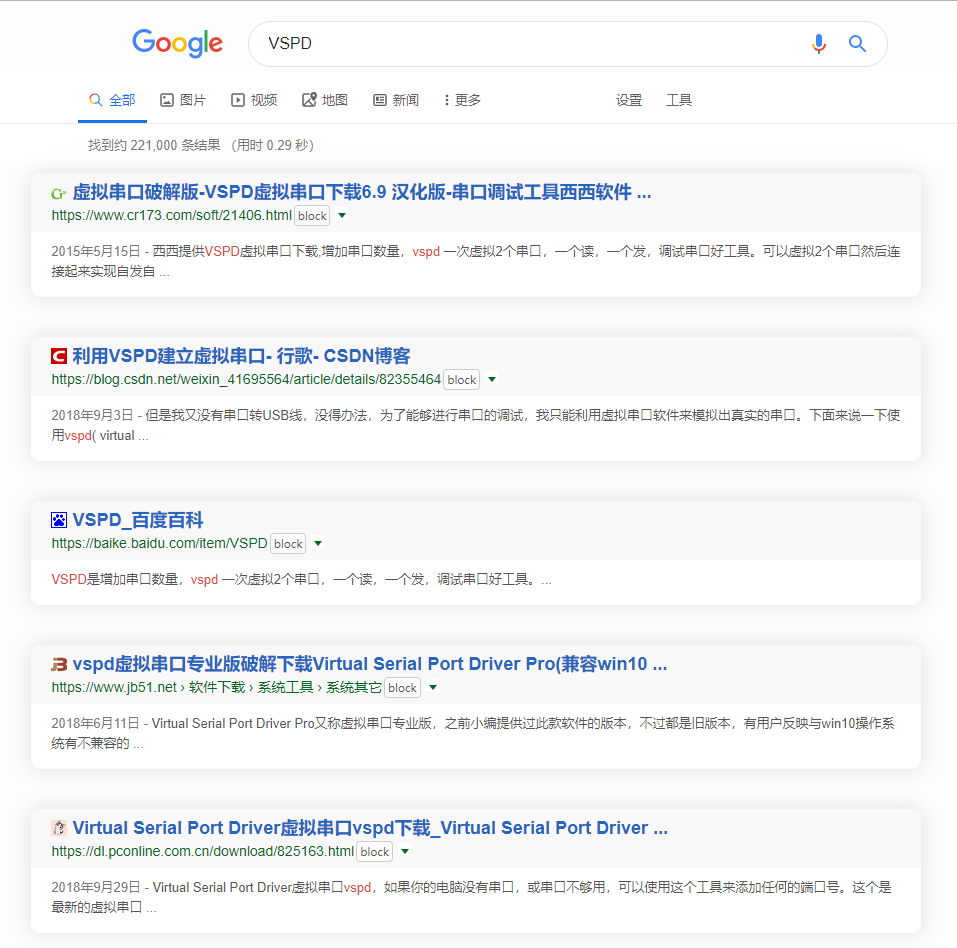 Google
VSPD
全部 图片 视频 地图 新闻 更多 设置 工具
找到约 221,000 条结果 （用时 0.29 秒）
虚拟串口破解版-VSPD虚拟串口下载6.9 汉化版-串口调试工具西西软件 ...
https://www.cr173.com/soft/21406.html block
2015年5月15日 - 西西提供VSPD虚拟串口下载,增加串口数量，vspd 一次虚拟2个串口，一个读，一个发，调试串口好工具。可以虚拟2个串口然后连
接起来实现自发自 ...
利用VSPD建立虚拟串口- 行歌- CSDN博客
https://blog.csdn.net/weixin_41695564/article/details/82355464 block
2018年9月3日 - 但是我又没有串口转USB线，没得办法，为了能够进行串口的调试，我只能利用虚拟串口软件来模拟出真实的串口。下面来说一下使
用vspd( virtual ...
VSPD_百度百科
https://baike.baidu.com/item/VSPD block
VSPD是增加串口数量，vspd 一次虚拟2个串口，一个读，一个发，调试串口好工具。...
vspd虚拟串口专业版破解下载Virtual Serial Port Driver Pro(兼容win10 ...
https://www.jb51.net › 软件下载 › 系统工具 › 系统其它 block
2018年6月11日 - Virtual Serial Port Driver Pro又称虚拟串口专业版，之前小编提供过此款软件的版本，不过都是旧版本，有用户反映与win10操作系
统有不兼容的 ...
Virtual Serial Port Driver虚拟串口vspd下载_Virtual Serial Port Driver ...
https://dl.pconline.com.cn/download/825163.html block
2018年9月29日 - Virtual Serial Port Driver虚拟串口vspd，如果你的电脑没有串口，或串口不够用，可以使用这个工具来添加任何的端口号。这个是
最新的虚拟串口 ...